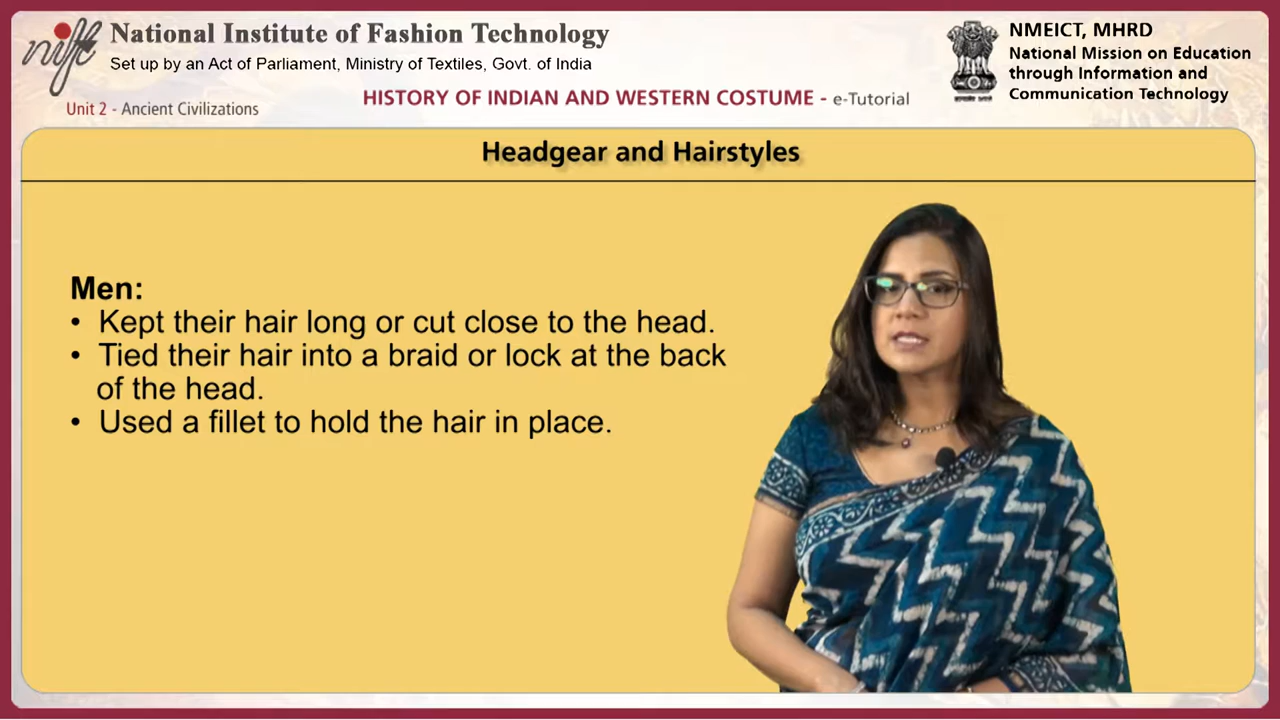 nift
National Institute of Fashion Technology
Set up by an Act of Parliament, Ministry of Textiles, Govt. of India
Unit 2 - Ancient Civilizations
HISTORY OF INDIAN AND WESTERN COSTUME - e-Tutorial
NMEICT, MHRD
National Mission on Education
through Information and
Communication Technology
Headgear and Hairstyles
Men:
• Kept their hair long or cut close to the head.
• Tied their hair into a braid or lock at the back
of the head.
• Used a fillet to hold the hair in place.